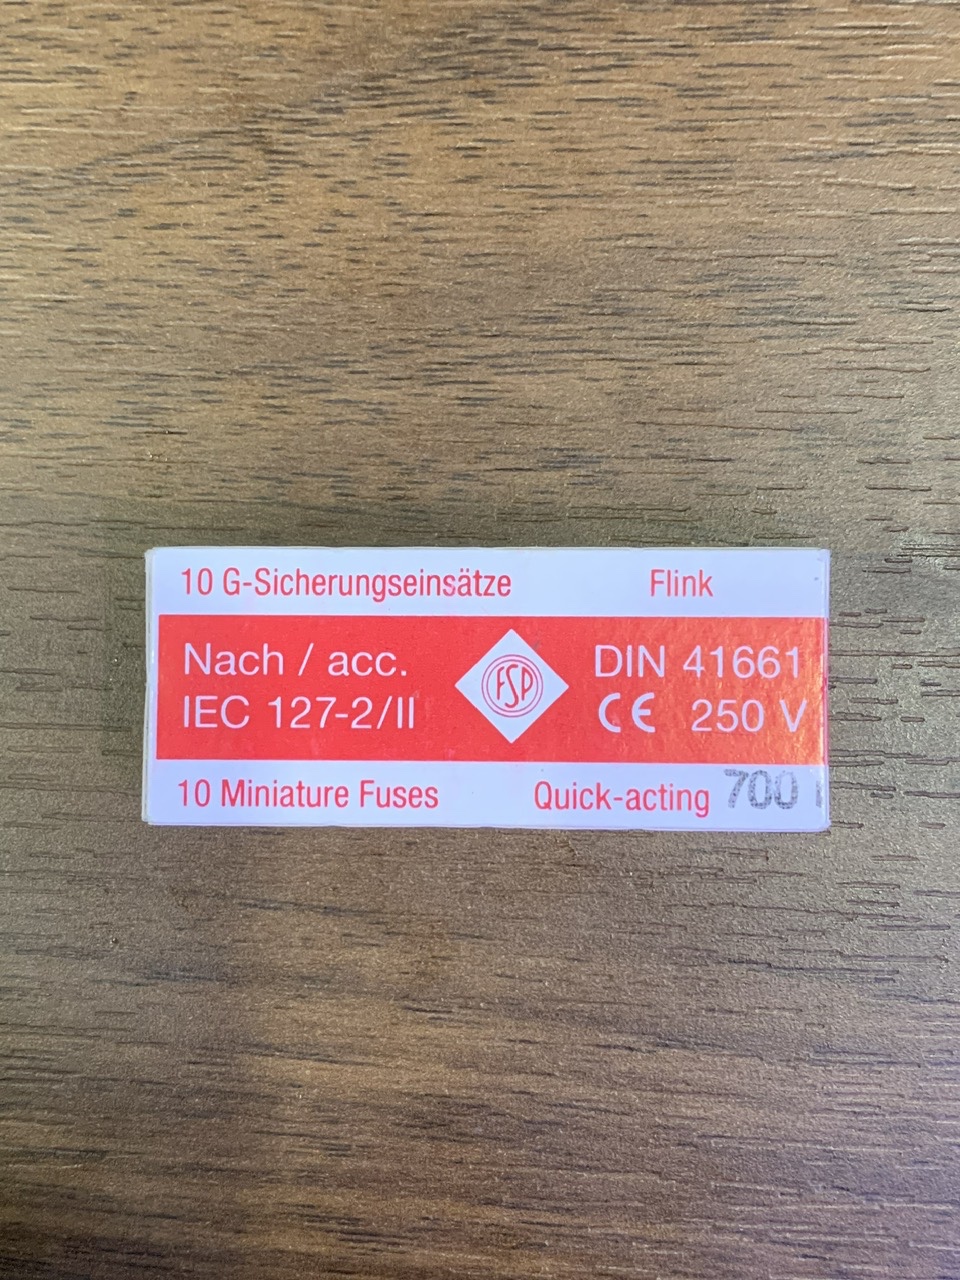 10 G-Sicherungseinsätze Flink
Nach / acc. DIN 41661
IEC 127-2/II CE 250 V
FSP
10 Miniature Fuses Quick-acting 700